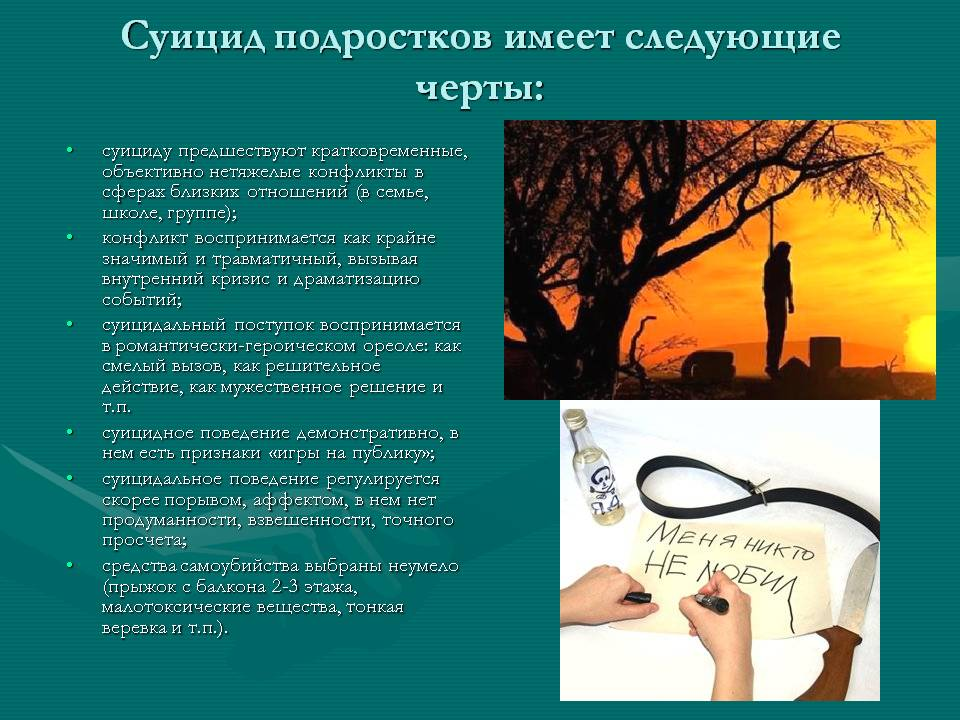 Суицид подростков имеет следующие
черты:
• суициду предшествуют кратковременные,
объективно нетяжелые конфликты в
сферах близких отношений (в семье,
школе, группе);
• конфликт воспринимается как крайне
значимый и травматичный, вызывая
внутренний кризис и драматизацию
событий;
• суицидальный поступок воспринимается
в романтически-героическом ореоле: как
смелый вызов, как решительное
действие, как мужественное решение и
т.п.
• суицидное поведение демонстративно, в
нем есть признаки «игры на публику»;
• суицидальное поведение регулируется
скорее порывом, аффектом, в нем нет
продуманности, взвешенности, точного
просчета;
• средства самоубийства выбраны неумело
(прыжок с балкона 2-3 этажа,
малотоксические вещества, тонкая
веревка и т.п.).
ЯД
МЕНЯ НИКТО
НЕ ЛЮБИЛ